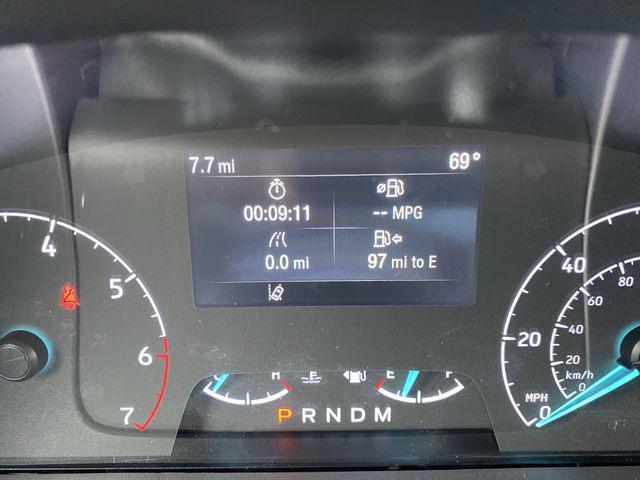 7.7 mi 69°
00:09:11 -- MPG
0.0 mi 97 mi to E
4 5 6 7
H E F
P R N D M
40 20 0 MPH
80 60 40 20 0 km/h